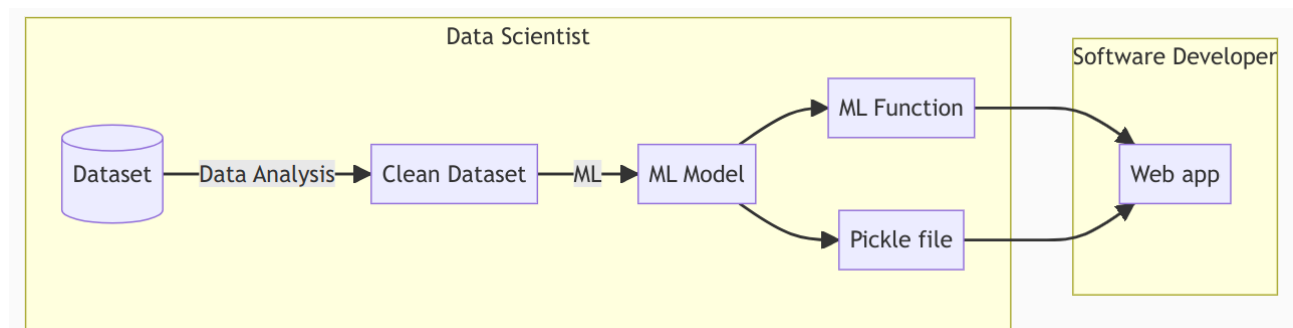 Data Scientist
Software Developer
Dataset
Data Analysis
Clean Dataset
ML
ML Model
ML Function
Pickle file
Web app